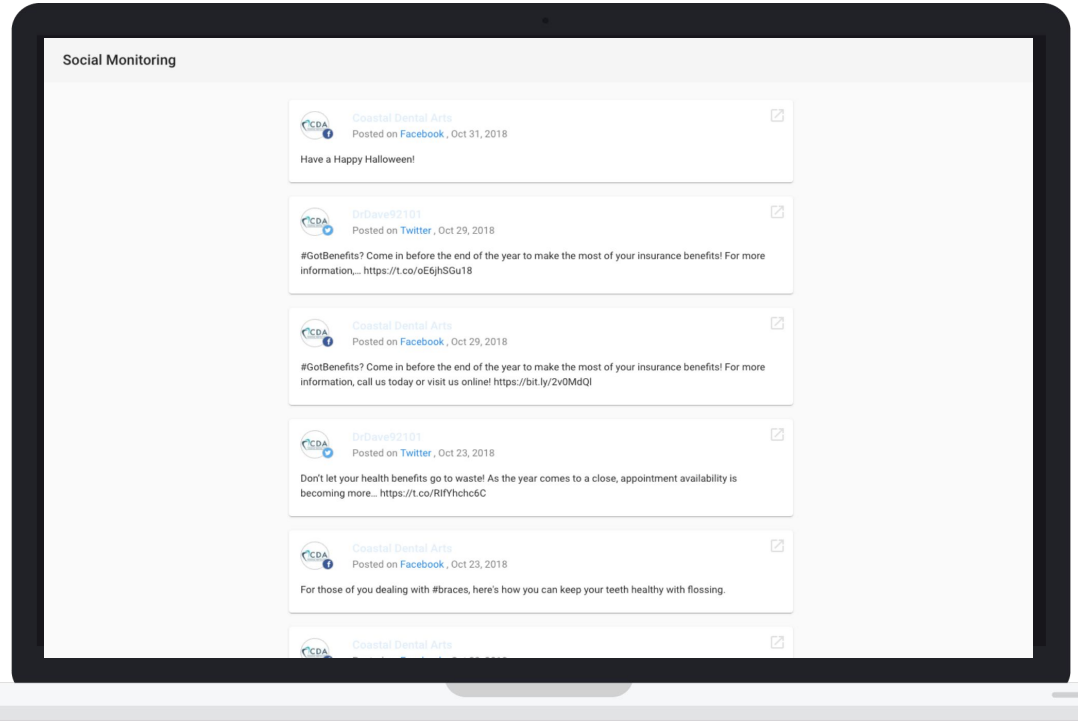 Social Monitoring
CDA
Coastal Dental Arts
Posted on Facebook , Oct 31, 2018
Have a Happy Halloween!
CDA
DrDave92101
Posted on Twitter , Oct 29, 2018
#GotBenefits? Come in before the end of the year to make the most of your insurance benefits! For more
information,... https://t.co/oE6jhSGu18
CDA
Coastal Dental Arts
Posted on Facebook , Oct 29, 2018
#GotBenefits? Come in before the end of the year to make the most of your insurance benefits! For more
information, call us today or visit us online! https://bit.ly/2v0MdQl
CDA
DrDave92101
Posted on Twitter , Oct 23, 2018
Don't let your health benefits go to waste! As the year comes to a close, appointment availability is
becoming more... https://t.co/RIfYhchc6C
CDA
Coastal Dental Arts
Posted on Facebook , Oct 23, 2018
For those of you dealing with #braces, here's how you can keep your teeth healthy with flossing.
CDA
Coastal Dental Arts